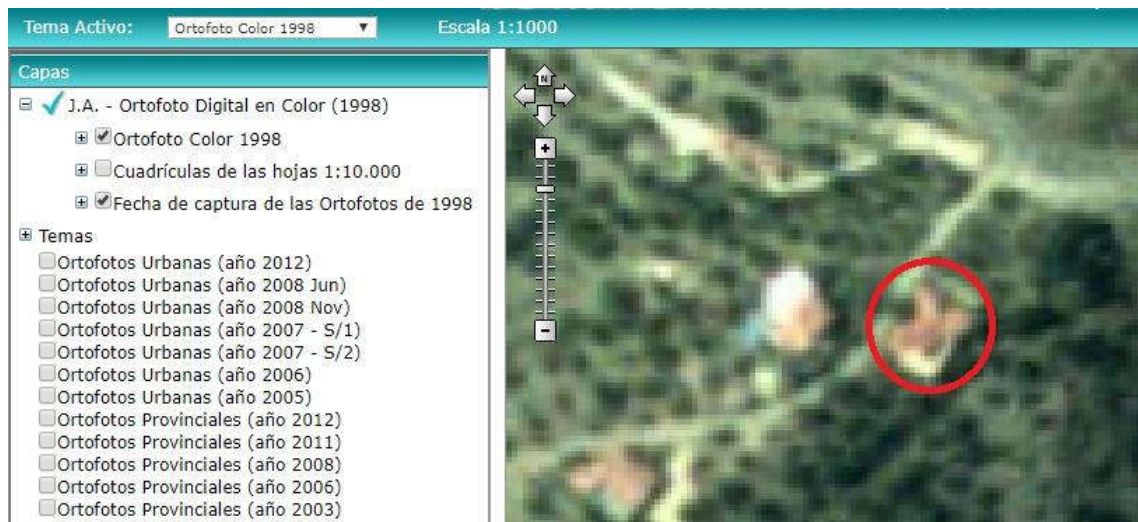 Tema Activo: Ortofoto Color 1998 Escala 1:1000
Capas
J.A. - Ortofoto Digital en Color (1998)
Ortofoto Color 1998
Cuadrículas de las hojas 1:10.000
Fecha de captura de las Ortofotos de 1998
Temas
Ortofotos Urbanas (año 2012)
Ortofotos Urbanas (año 2008 Jun)
Ortofotos Urbanas (año 2008 Nov)
Ortofotos Urbanas (año 2007 - S/1)
Ortofotos Urbanas (año 2007 - S/2)
Ortofotos Urbanas (año 2006)
Ortofotos Urbanas (año 2005)
Ortofotos Provinciales (año 2012)
Ortofotos Provinciales (año 2011)
Ortofotos Provinciales (año 2008)
Ortofotos Provinciales (año 2006)
Ortofotos Provinciales (año 2003)
N